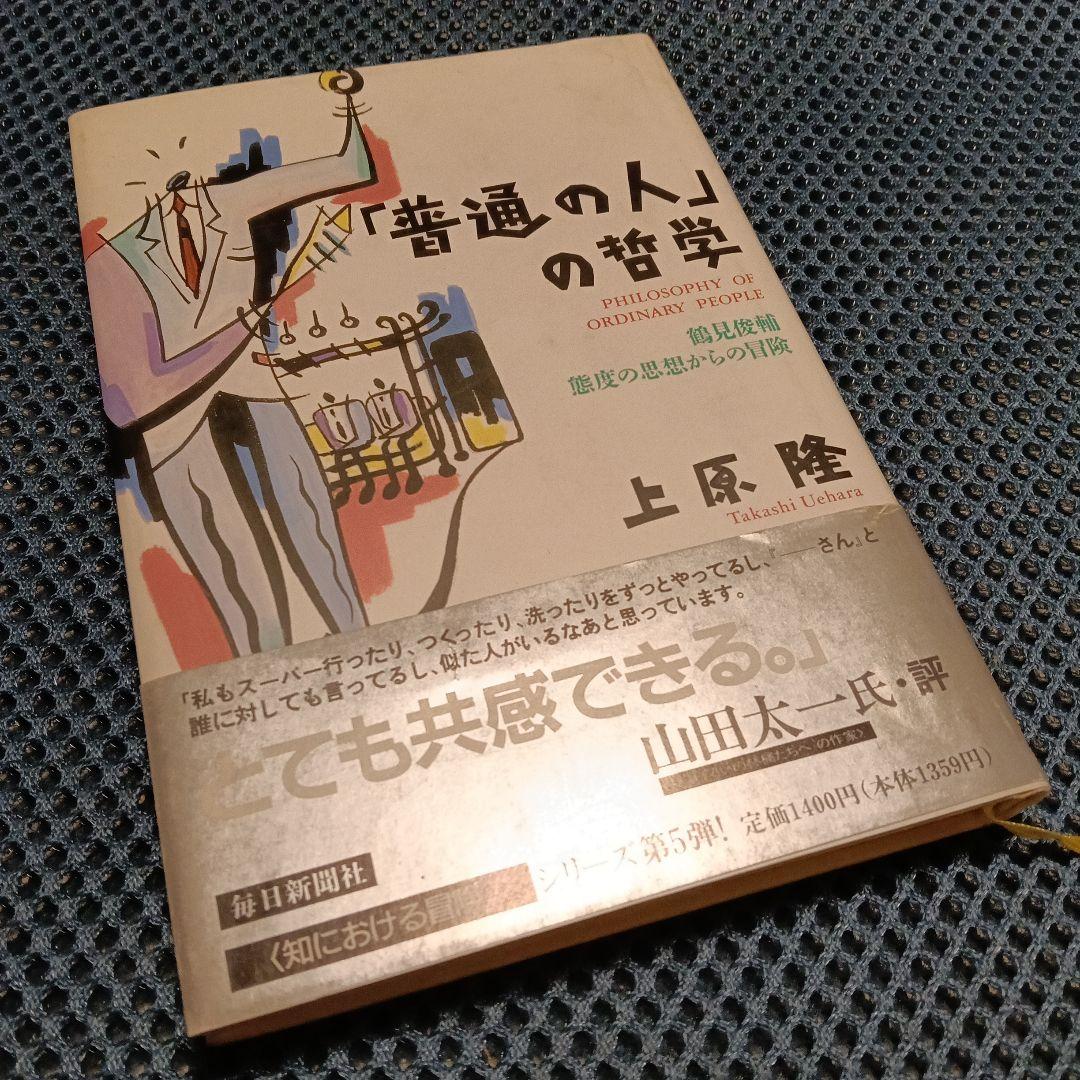 「普通の人」
の哲学
PHILOSOPHY OF
ORDINARY PEOPLE
鶴見俊輔
態度の思想からの冒険
上原隆
Takashi Uehara
「私もスーパー行ったり、つくったり、洗ったりをずっとやってるし、『——さん』と
誰に対しても言ってるし、似た人がいるなあと思っています。
とても共感できる。」
山田太一氏・評
たちへ〉の作家〉
毎日新聞社
〈知における冒険
シリーズ第5弾! 定価1400円(本体1359円)